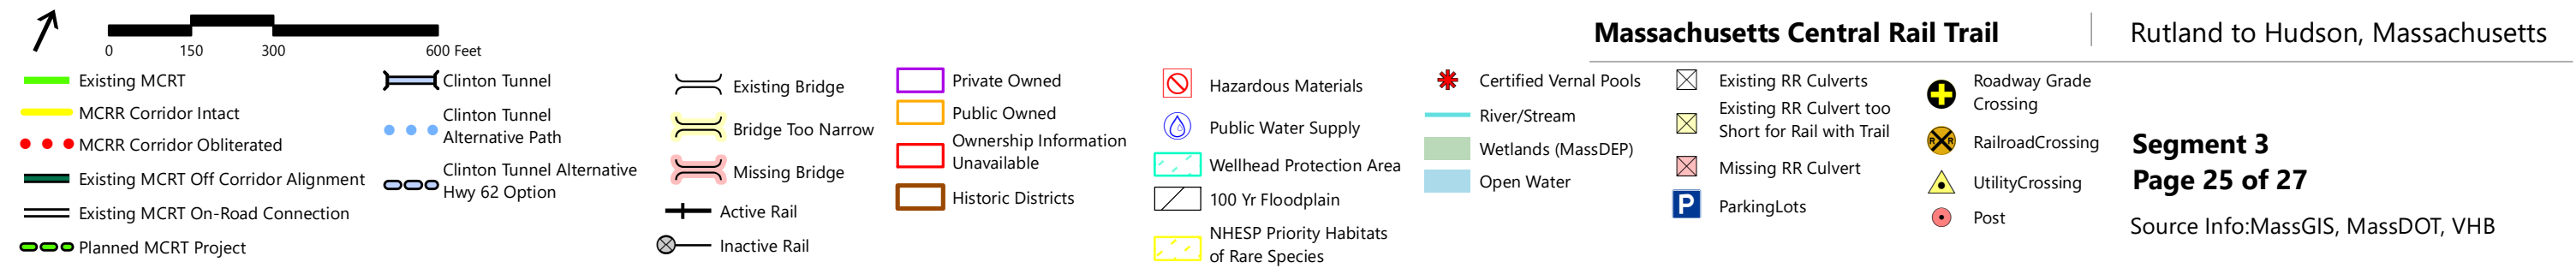 Massachusetts Central Rail Trail
Rutland to Hudson, Massachusetts
0 150 300 600 Feet
Existing MCRT
MCRR Corridor Intact
MCRR Corridor Obliterated
Existing MCRT Off Corridor Alignment
Existing MCRT On-Road Connection
Planned MCRT Project
Clinton Tunnel
Clinton Tunnel
Alternative Path
Clinton Tunnel Alternative
Hwy 62 Option
Existing Bridge
Bridge Too Narrow
Missing Bridge
Active Rail
Inactive Rail
Private Owned
Public Owned
Ownership Information
Unavailable
Historic Districts
Hazardous Materials
Public Water Supply
Wellhead Protection Area
100 Yr Floodplain
NHESP Priority Habitats
of Rare Species
Certified Vernal Pools
River/Stream
Wetlands (MassDEP)
Open Water
Existing RR Culverts
Existing RR Culvert too
Short for Rail with Trail
Missing RR Culvert
P ParkingLots
Roadway Grade
Crossing
R R RailroadCrossing
UtilityCrossing
Post
Segment 3
Page 25 of 27
Source Info:MassGIS, MassDOT, VHB